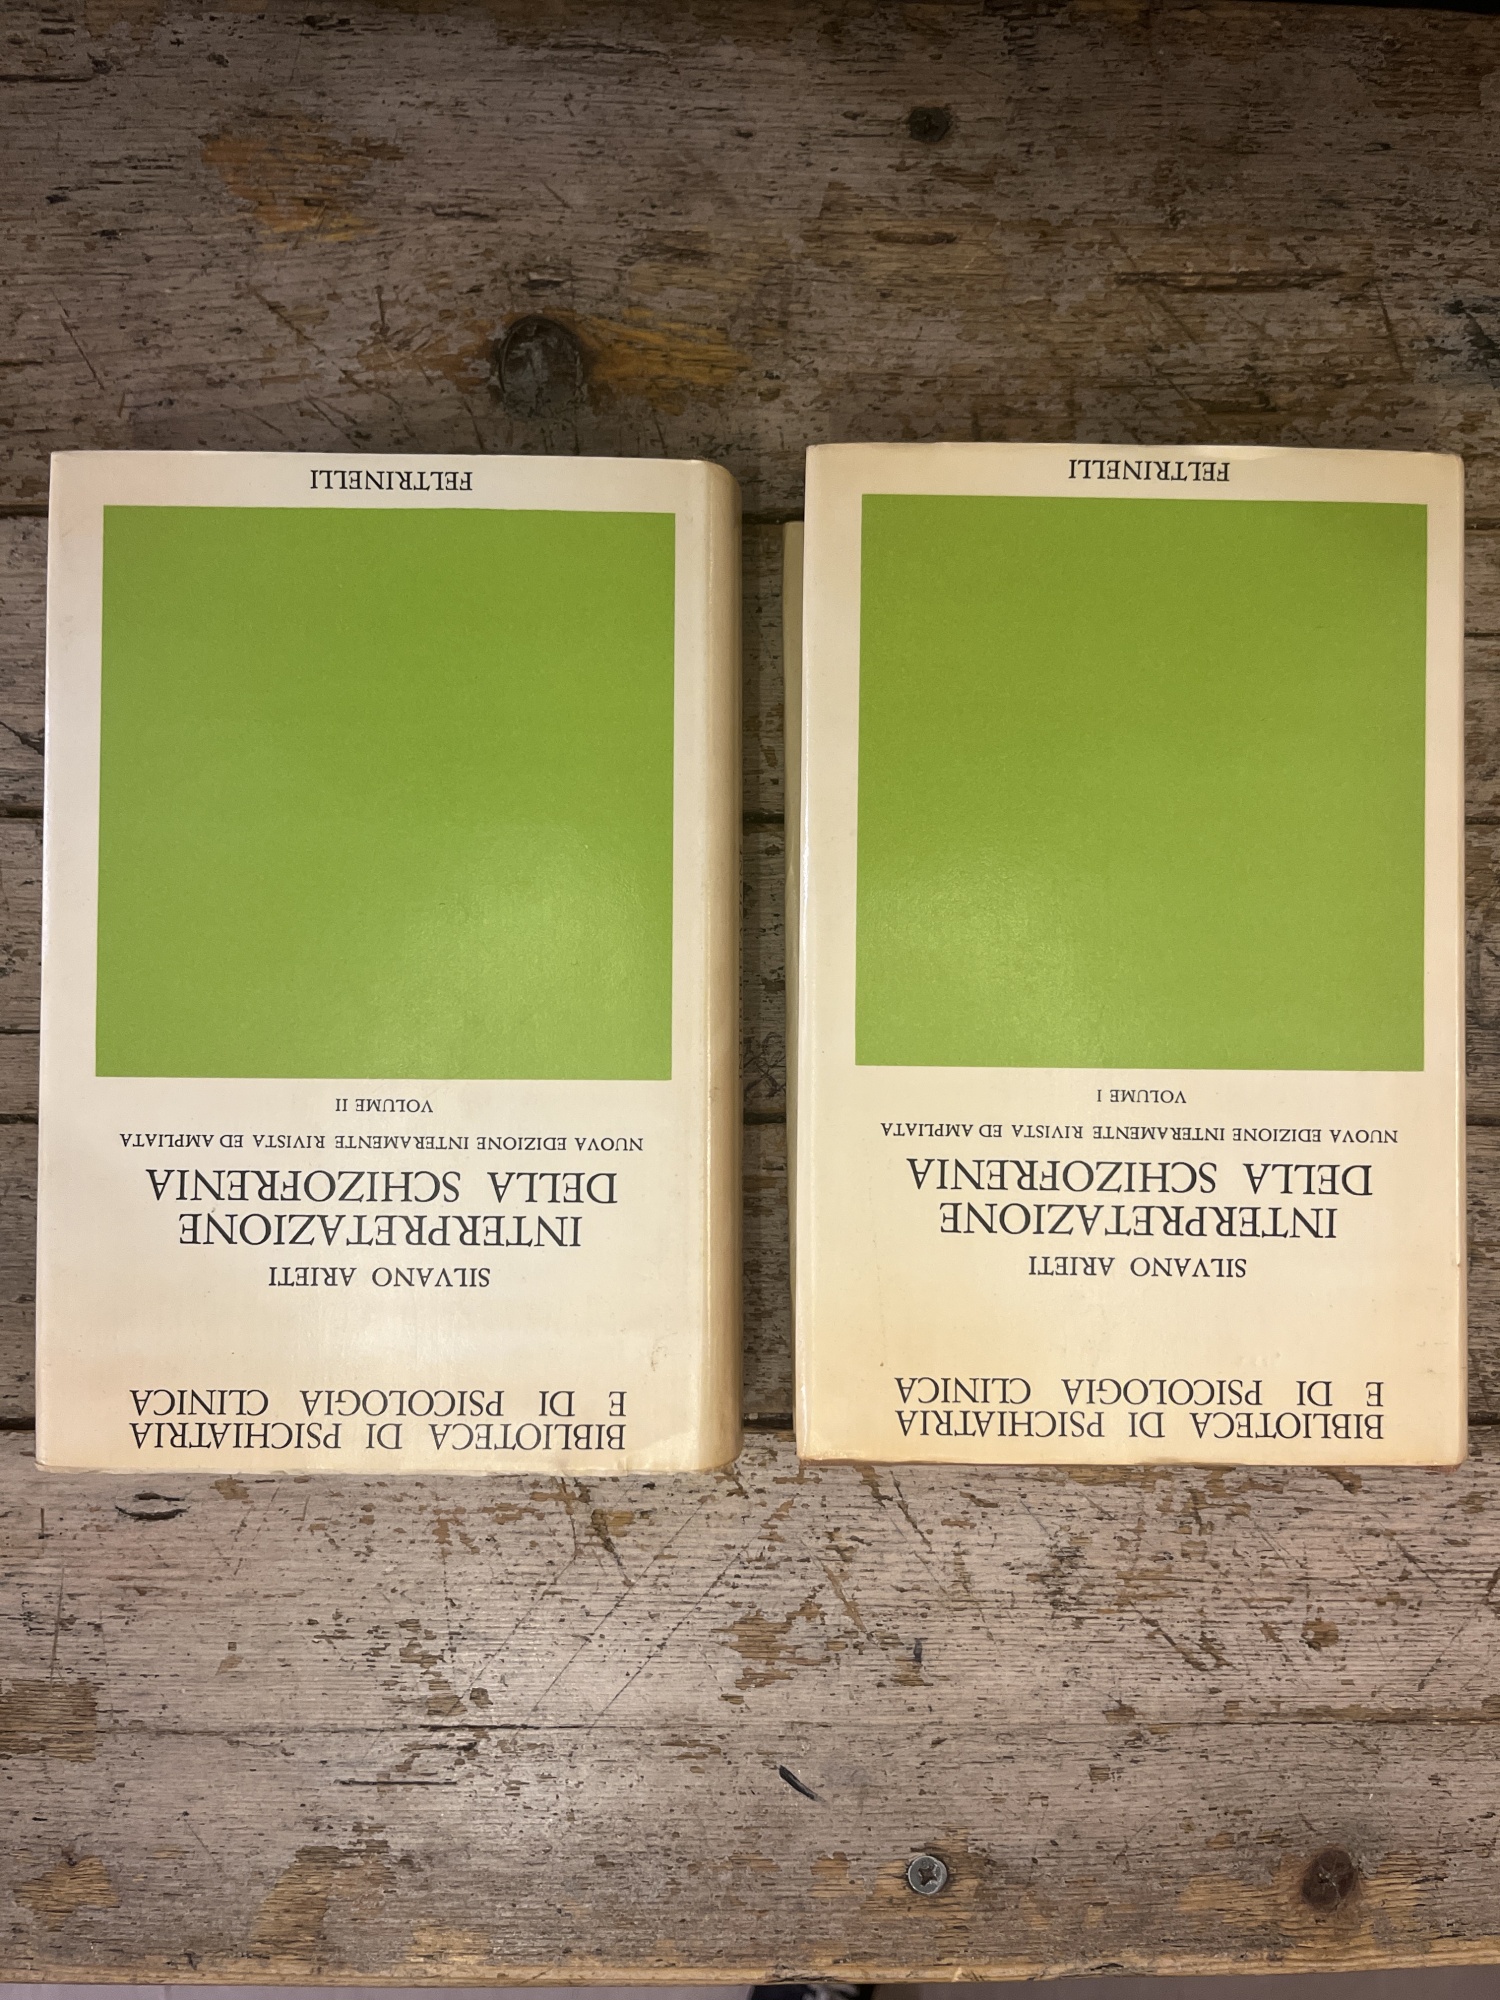 BIBLIOTECA DI PSICHIATRIA
E DI PSICOLOGIA CLINICA
SILVANO ARIETI
INTERPRETAZIONE
DELLA SCHIZOFRENIA
NUOVA EDIZIONE INTERAMENTE RIVISTA ED AMPLIATA
VOLUME I
FELTRINELLI
BIBLIOTECA DI PSICHIATRIA
E DI PSICOLOGIA CLINICA
SILVANO ARIETI
INTERPRETAZIONE
DELLA SCHIZOFRENIA
NUOVA EDIZIONE INTERAMENTE RIVISTA ED AMPLIATA
VOLUME II
FELTRINELLI